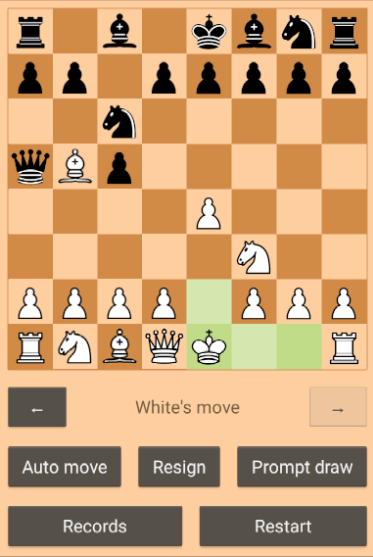 ←
White's move
→
Auto move
Resign
Prompt draw
Records
Restart